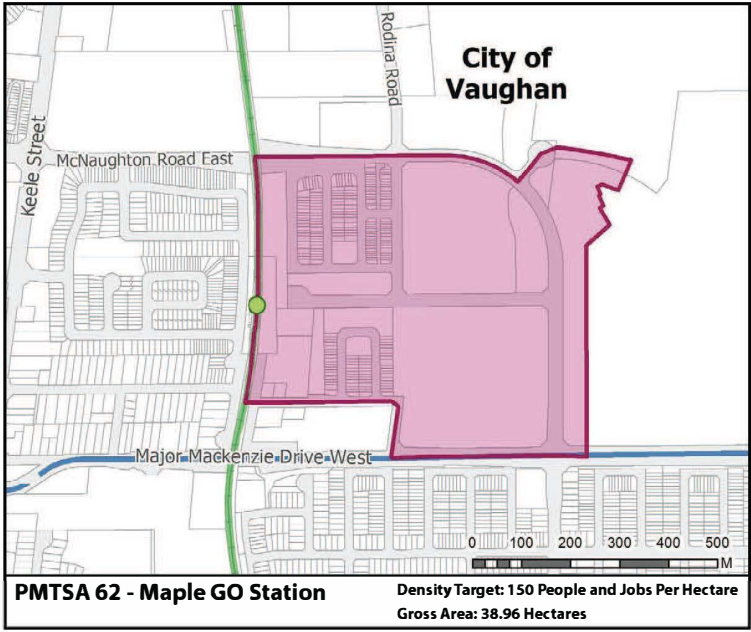 City of
Vaughan
Rodina Road
Keele Street
McNaughton Road East
Major Mackenzie Drive West
0 100 200 300 400 500
M
PMTSA 62 - Maple GO Station
Density Target: 150 People and Jobs Per Hectare
Gross Area: 38.96 Hectares